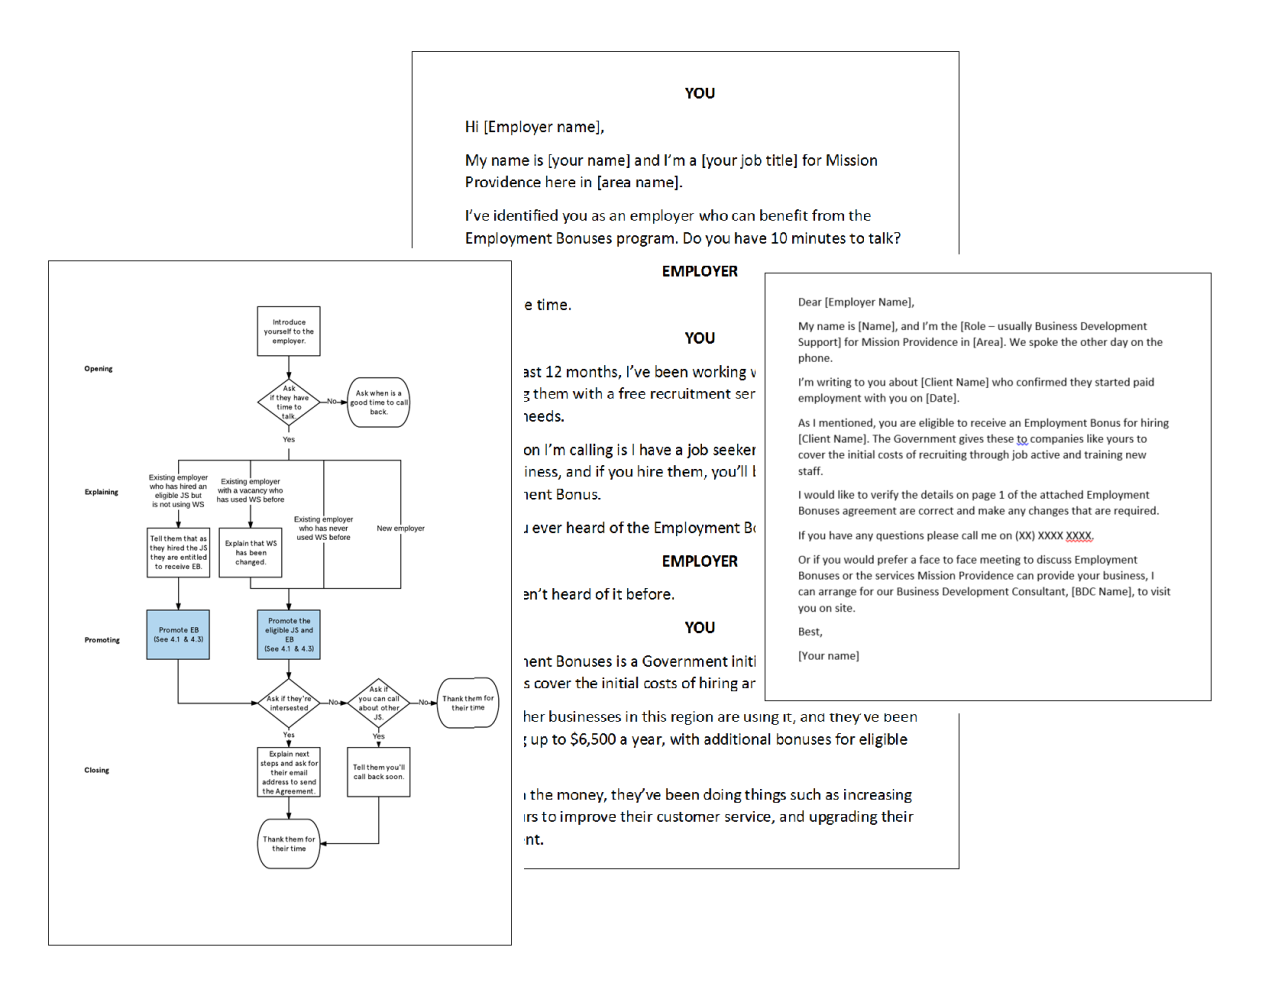 YOU
Hi [Employer name],
My name is [your name] and I'm a [your job title] for Mission
Providence here in [area name].
I've identified you as an employer who can benefit from the
Employment Bonuses program. Do you have 10 minutes to talk?
EMPLOYER
e time.
YOU
ast 12 months, I've been working
g them with a free recruitment ser
needs.
on I'm calling is I have a job seeker
iness, and if you hire them, you'll
ment Bonus.
u ever heard of the Employment Bo
EMPLOYER
en't heard of it before.
YOU
ment Bonuses is a Government initi
s cover the initial costs of hiring ar
her businesses in this region are using it, and they've been
g up to $6,500 a year, with additional bonuses for eligible
n the money, they've been doing things such as increasing
urs to improve their customer service, and upgrading their
ent.
Introduce
yourself to the
employer.
Opening
Ask
if they have
time to
talk.
No
Ask when is a
good time to call
back.
Yes
Explaining
Existing employer
who has hired an
eligible JS but
is not using WS
Existing employer
with a vacancy who
has used WS before
Existing employer
who has never
used WS before
New employer
Tell them that as
they hired the JS
they are entitled
to receive EB.
Explain that WS
has been
changed.
Promoting
Promote EB
(See 4.1 & 4.3)
Promote the
eligible JS and
EB
(See 4.1 & 4.3)
Ask if they're
intersested
No
Ask if
you can call
about other
JS.
No
Thank them for
their time
Yes
Yes
Closing
Explain next
steps and ask for
their email
address to send
the Agreement.
Tell them you'll
call back soon.
Thank them for
their time
Dear [Employer Name],
My name is [Name], and I'm the [Role – usually Business Development
Support] for Mission Providence in [Area]. We spoke the other day on the
phone.
I'm writing to you about [Client Name] who confirmed they started paid
employment with you on [Date].
As I mentioned, you are eligible to receive an Employment Bonus for hiring
[Client Name]. The Government gives these to companies like yours to
cover the initial costs of recruiting through job active and training new
staff.
I would like to verify the details on page 1 of the attached Employment
Bonuses agreement are correct and make any changes that are required.
If you have any questions please call me on (XX) XXXX XXXX.
Or if you would prefer a face to face meeting to discuss Employment
Bonuses or the services Mission Providence can provide your business, I
can arrange for our Business Development Consultant, [BDC Name], to visit
you on site.
Best,
[Your name]